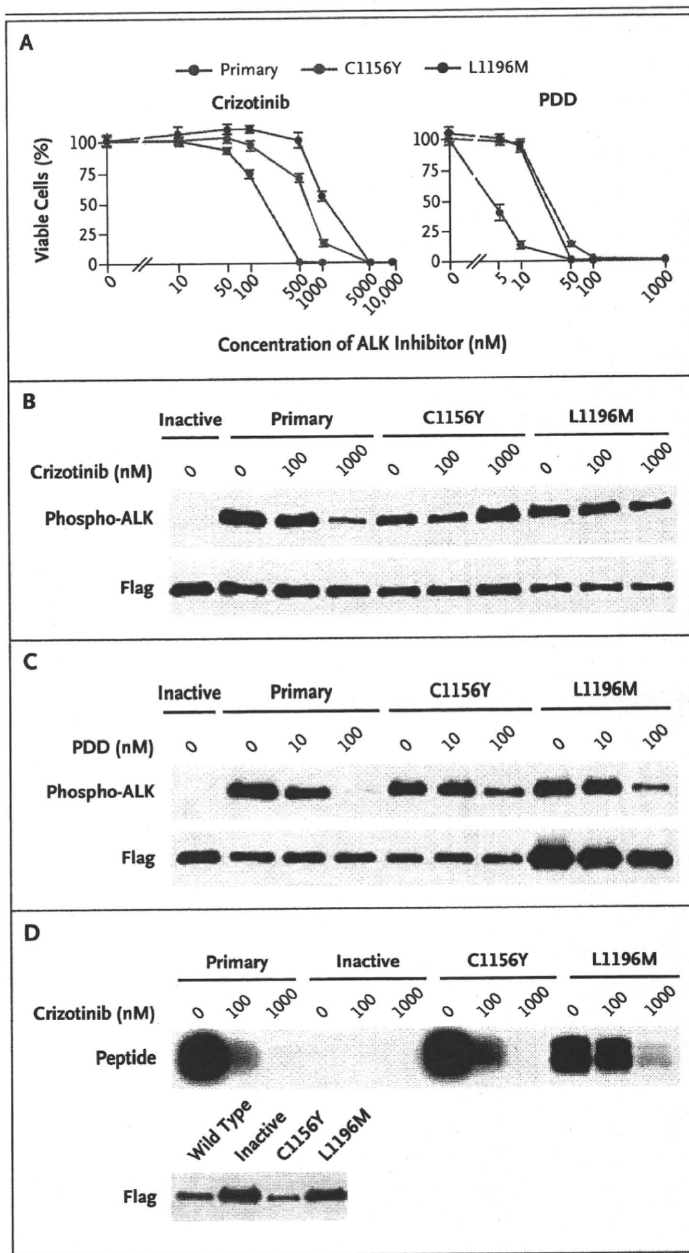 A
Primary C1156Y L1196M
Crizotinib PDD
Viable Cells (%)
100
75
50
25
0
0 10 50 100 500 1000 5000 10,000
100
75
50
25
0
0 5 10 50 100 1000
Concentration of ALK Inhibitor (nM)
B
Inactive Primary C1156Y L1196M
Crizotinib (nM) 0 0 100 1000 0 100 1000 0 100 1000
Phospho-ALK
Flag
C
Inactive Primary C1156Y L1196M
PDD (nM) 0 0 10 100 0 10 100 0 10 100
Phospho-ALK
Flag
D
Primary Inactive C1156Y L1196M
Crizotinib (nM) 0 100 1000 0 100 1000 0 100 1000 0 100 1000
Peptide
Wild Type Inactive C1156Y L1196M
Flag